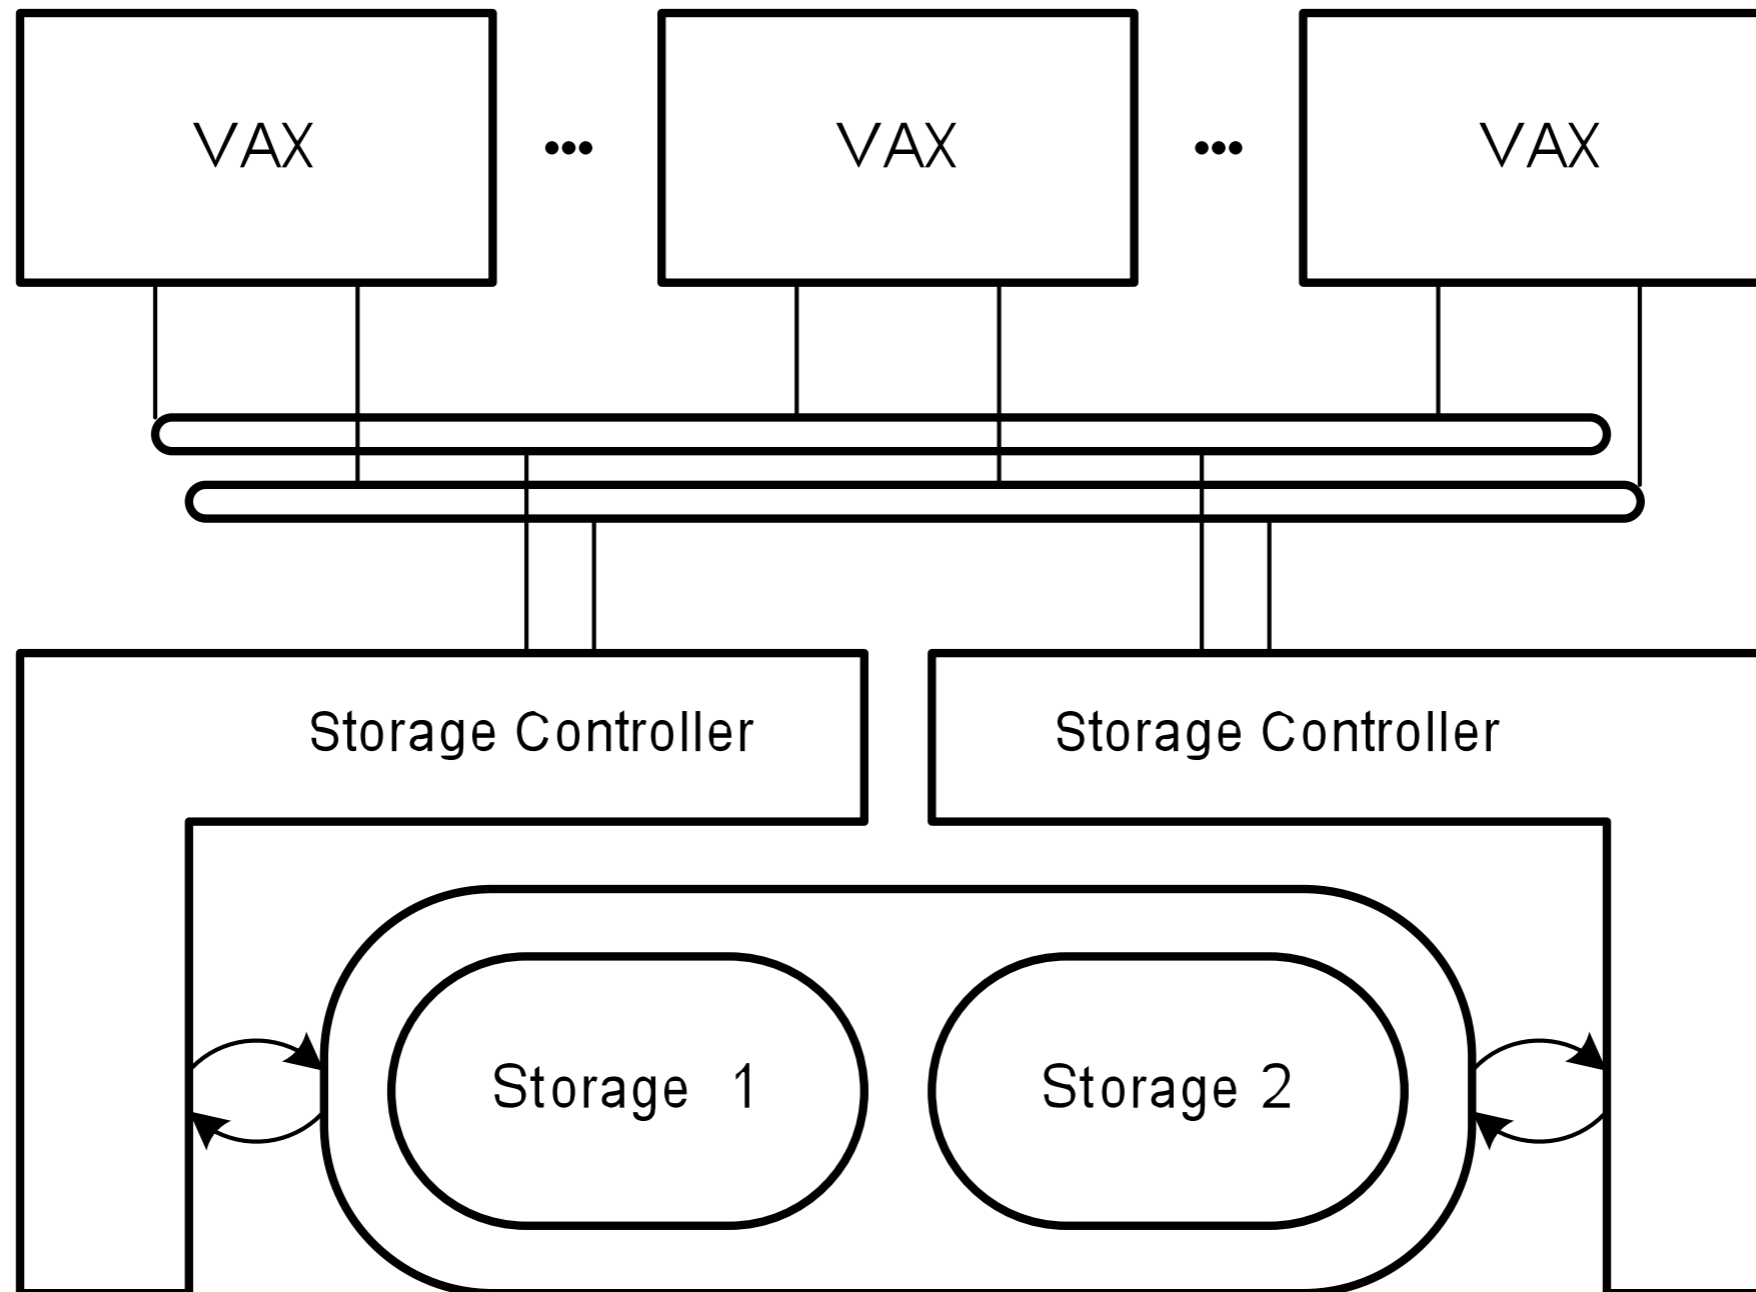 VAX ••• VAX ••• VAX
Storage Controller Storage Controller
Storage 1 Storage 2